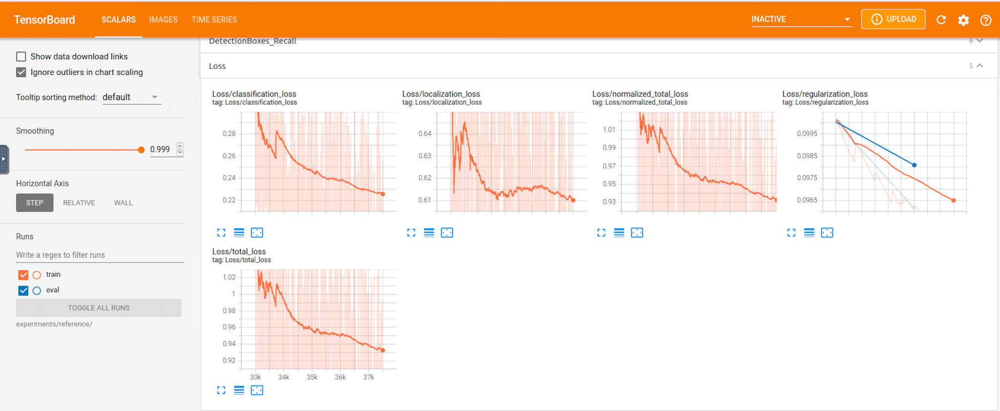 TensorBoard SCALARS IMAGES TIME SERIES INACTIVE UPLOAD
DetectionBoxes_Recall 6
Show data download links
Ignore outliers in chart scaling
Tooltip sorting method: default
Smoothing
0.999
Horizontal Axis
STEP RELATIVE WALL
Runs
Write a regex to filter runs
train
eval
TOGGLE ALL RUNS
experiments/reference/
Loss 5
Loss/classification_loss
tag: Loss/classification_loss
0.28
0.26
0.24
0.22
Loss/localization_loss
tag: Loss/localization_loss
0.64
0.63
0.62
0.61
Loss/normalized_total_loss
tag: Loss/normalized_total_loss
1.01
0.99
0.97
0.95
0.93
Loss/regularization_loss
tag: Loss/regularization_loss
0.0995
0.0985
0.0975
0.0965
Loss/total_loss
tag: Loss/total_loss
1.02
1
0.98
0.96
0.94
0.92
33k 34k 35k 36k 37k